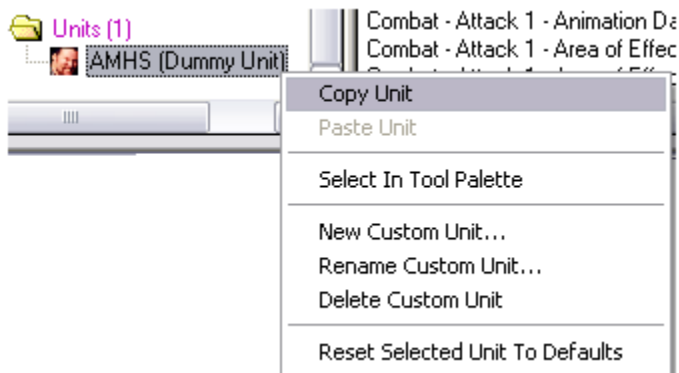 Units (1)
AMHS (Dummy Unit)
Combat - Attack 1 - Animation Da
Combat - Attack 1 - Area of Effec
Copy Unit
Paste Unit
Select In Tool Palette
New Custom Unit...
Rename Custom Unit...
Delete Custom Unit
Reset Selected Unit To Defaults